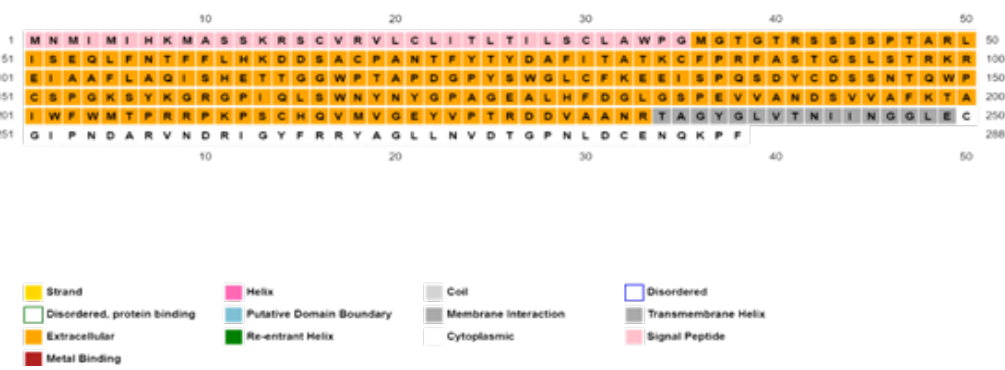 10 20 30 40 50
1 M N M I M I H K M A S S K R S C V R V L C L I T L T I L S C L A W P G M G T G T R S S S S P T A R L 50
51 I S E Q L F N T F F L H K D D S A C P A N T F Y T Y D A F I T A T K C F P R F A S T G S L S T R K R 100
101 E I A A F L A Q I S H E T T G G W P T A P D G P Y S W G L C F K E E I S P Q S D Y C D S S N T Q W P 150
151 C S P G K S Y K G R G P I Q L S W N Y N Y G P A G E A L H F D G L G S P E V V A N D S V V A F K T A 200
201 I W F W M T P R R P K P S C H Q V M V G E Y V P T R D D V A A N R T A G Y G L V T N I I N G G L E C 250
251 G I P N D A R V N D R I G Y F R R Y A G L L N V D T G P N L D C E N Q K P F 288
10 20 30 40 50
Strand Helix Coil Disordered
Disordered, protein binding Putative Domain Boundary Membrane Interaction Transmembrane Helix
Extracellular Re-entrant Helix Cytoplasmic Signal Peptide
Metal Binding